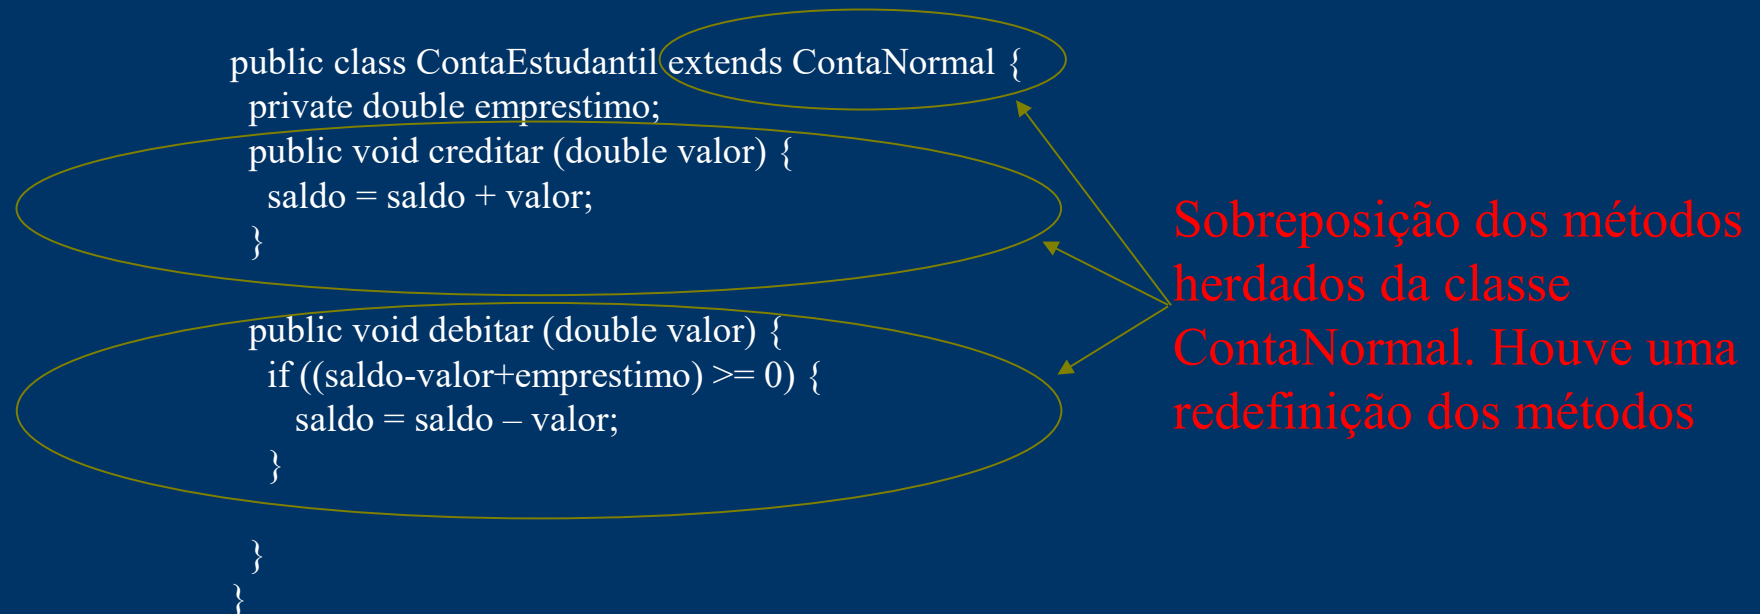 public class ContaEstudantil extends ContaNormal {
private double emprestimo;
public void creditar (double valor) {
saldo = saldo + valor;
}
public void debitar (double valor) {
if ((saldo-valor+emprestimo) >= 0) {
saldo = saldo – valor;
}
}
}
Sobreposição dos métodos
herdados da classe
ContaNormal. Houve uma
redefinição dos métodos